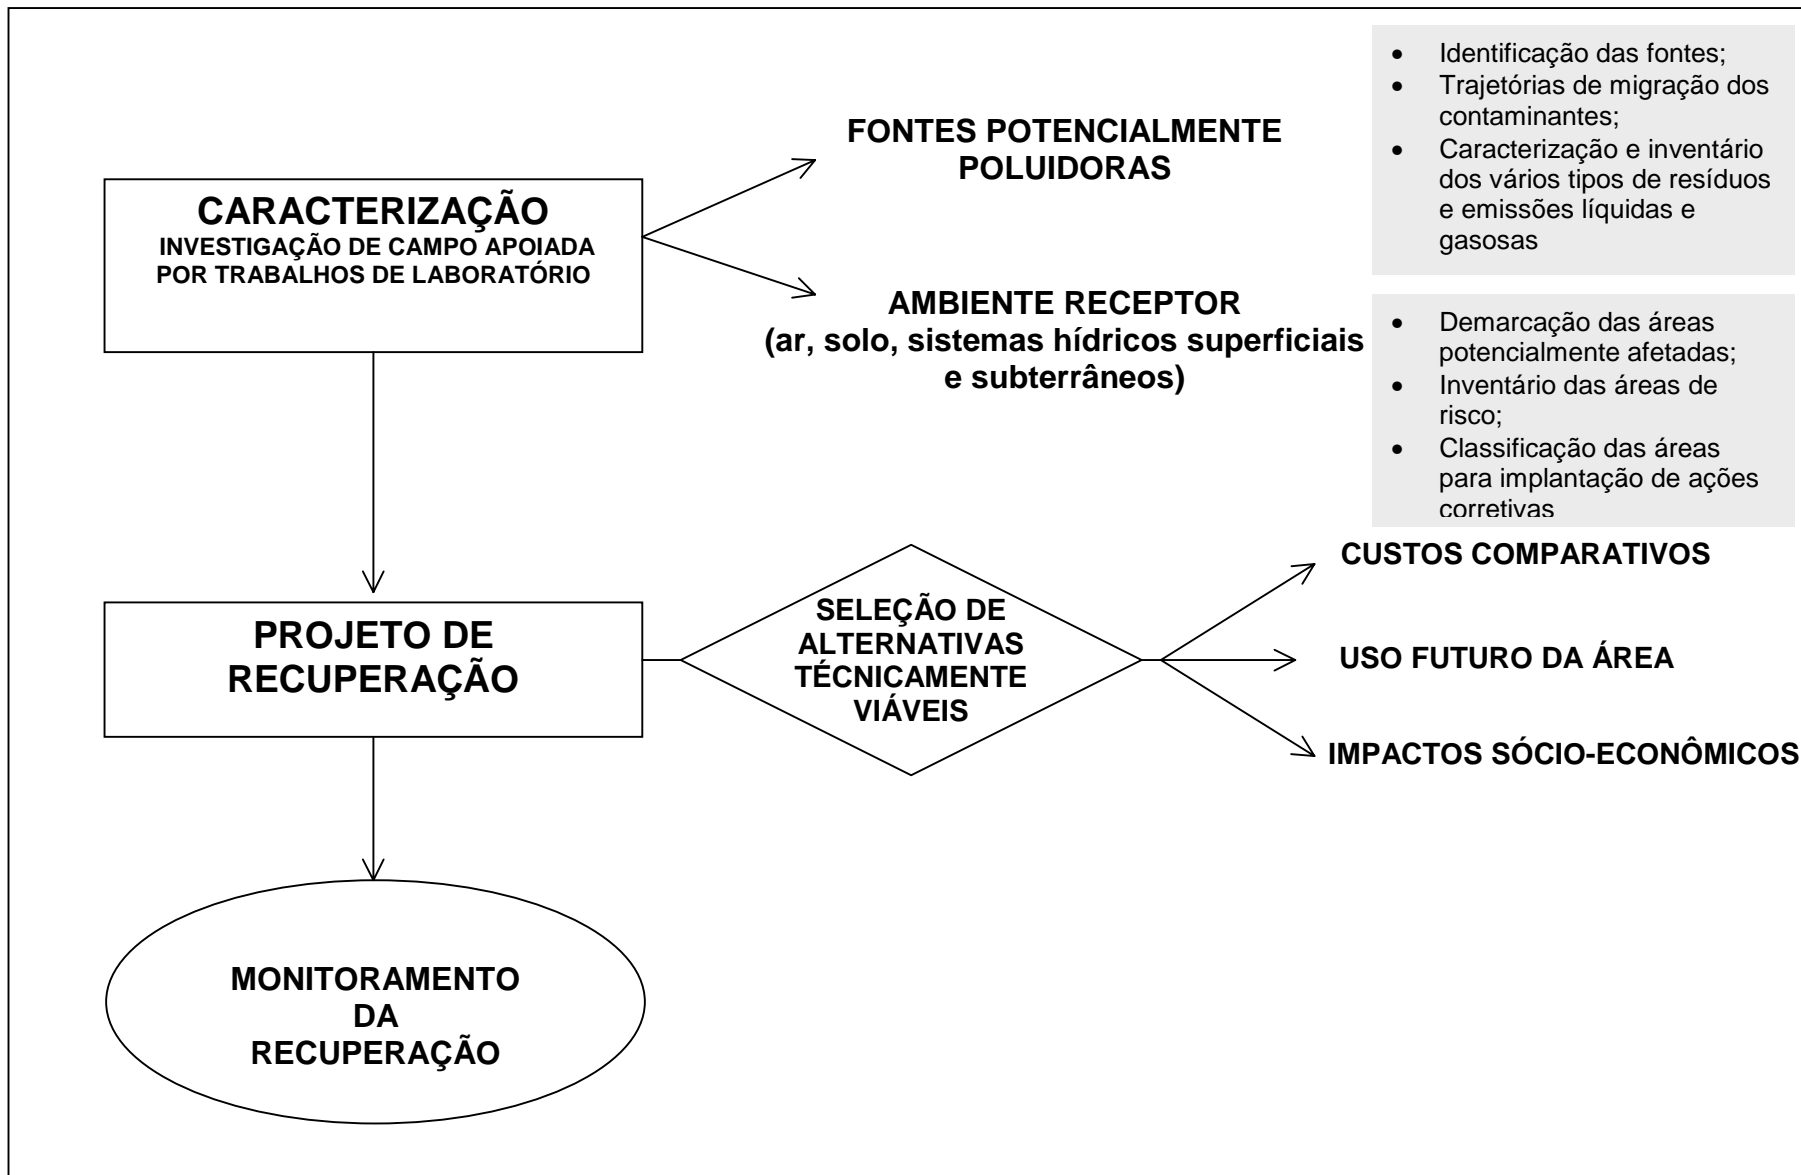 CARACTERIZAÇÃO
INVESTIGAÇÃO DE CAMPO APOIADA
POR TRABALHOS DE LABORATÓRIO
FONTES POTENCIALMENTE
POLUIDORAS
• Identificação das fontes;
• Trajetórias de migração dos
contaminantes;
• Caracterização e inventário
dos vários tipos de resíduos
e emissões líquidas e
gasosas
AMBIENTE RECEPTOR
(ar, solo, sistemas hídricos superficiais
e subterrâneos)
• Demarcação das áreas
potencialmente afetadas;
• Inventário das áreas de
risco;
• Classificação das áreas
para implantação de ações
corretivas
PROJETO DE
RECUPERAÇÃO
SELEÇÃO DE
ALTERNATIVAS
TÉCNICAMENTE
VIÁVEIS
CUSTOS COMPARATIVOS
USO FUTURO DA ÁREA
IMPACTOS SÓCIO-ECONÔMICOS
MONITORAMENTO
DA
RECUPERAÇÃO